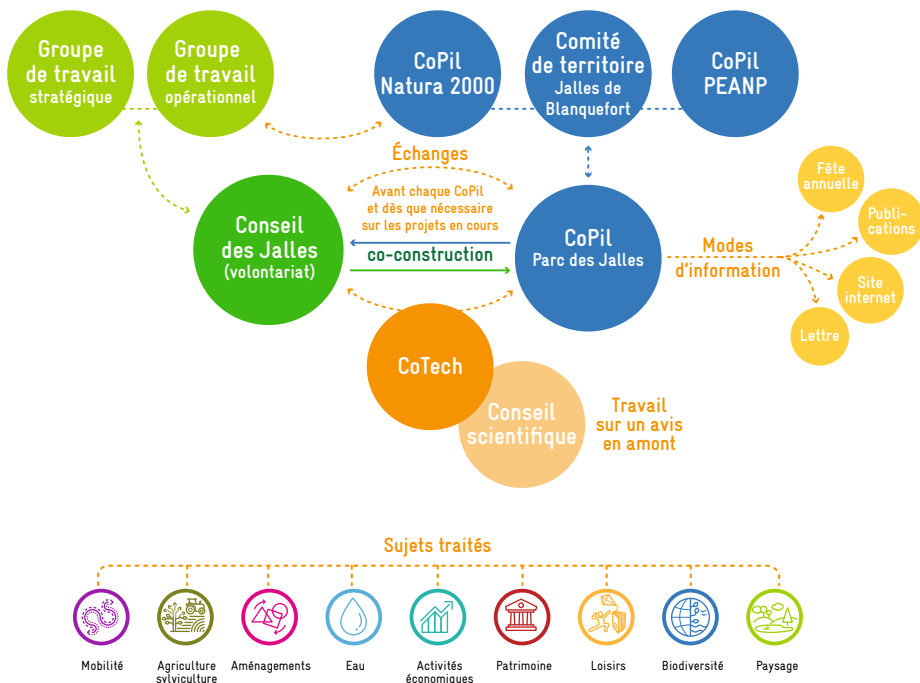 Groupe
de travail
stratégique
Groupe
de travail
opérationnel
CoPil
Natura 2000
Comité
de territoire
Jalles de
Blanquefort
CoPil
PEANP
Échanges
Avant chaque CoPil
et dès que nécessaire
sur les projets en cours
Conseil
des Jalles
(volontariat)
co-construction
CoPil
Parc des Jalles
Modes
d'information
Fête
annuelle
Publi-
cations
Site
internet
Lettre
CoTech
Conseil
scientifique
Travail
sur un avis
en amont
Sujets traités
Mobilité
Agriculture
sylviculture
Aménagements
Eau
Activités
économiques
Patrimoine
Loisirs
Biodiversité
Paysage